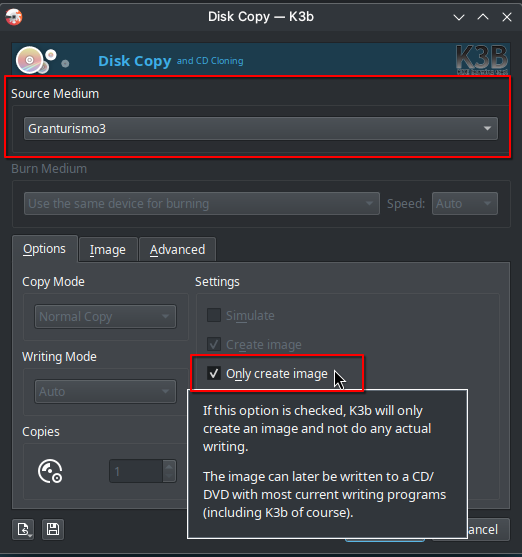 Disk Copy — K3b
Disk Copy and CD Cloning
K3B
Source Medium
Granturismo3
Burn Medium
Use the same device for burning
Speed:
Auto
Options
Image
Advanced
Copy Mode
Settings
Normal Copy
Simulate
Create image
Writing Mode
Only create image
Auto
If this option is checked, K3b will only
create an image and not do any actual
writing.
Copies
1
The image can later be written to a CD/
DVD with most current writing programs
(including K3b of course).
ancel